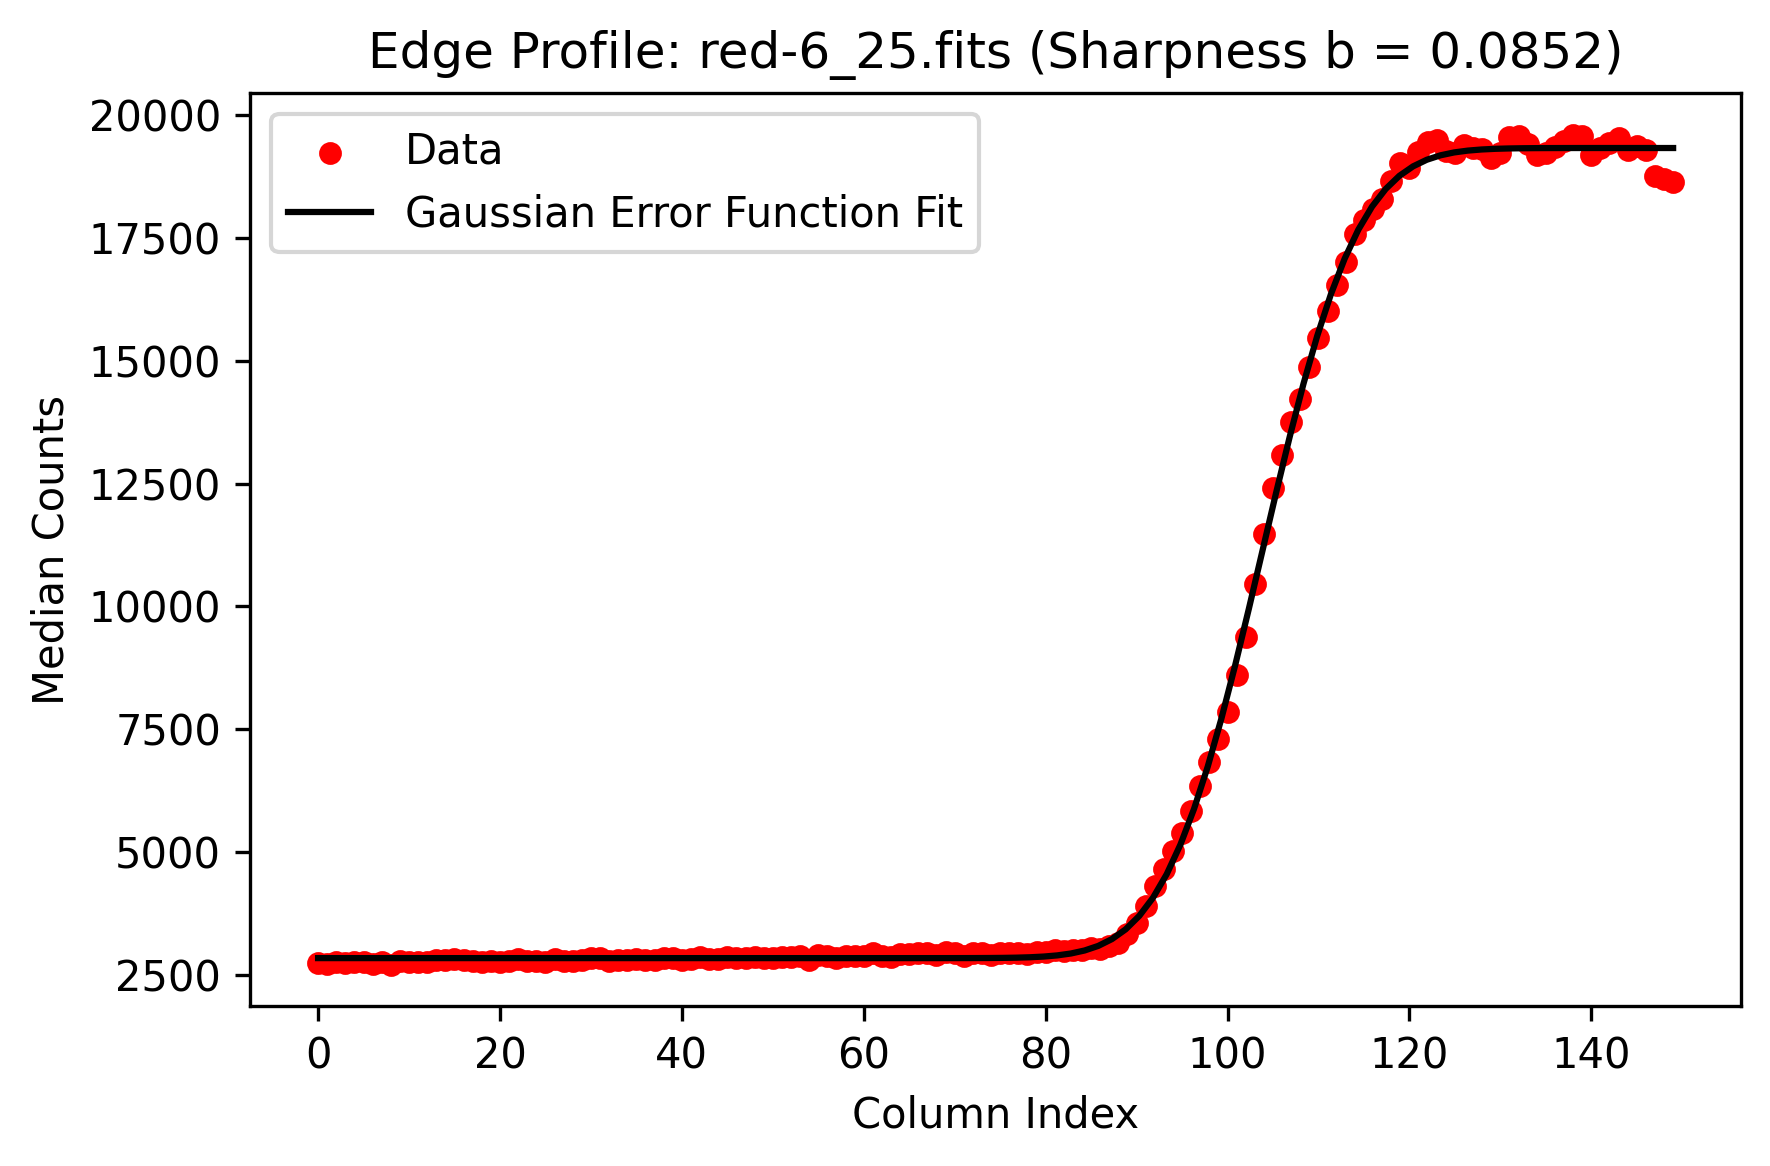 Edge Profile: red-6_25.fits (Sharpness b = 0.0852)
Data
Gaussian Error Function Fit
20000
17500
15000
12500
10000
7500
5000
2500
Median Counts
0 20 40 60 80 100 120 140
Column Index